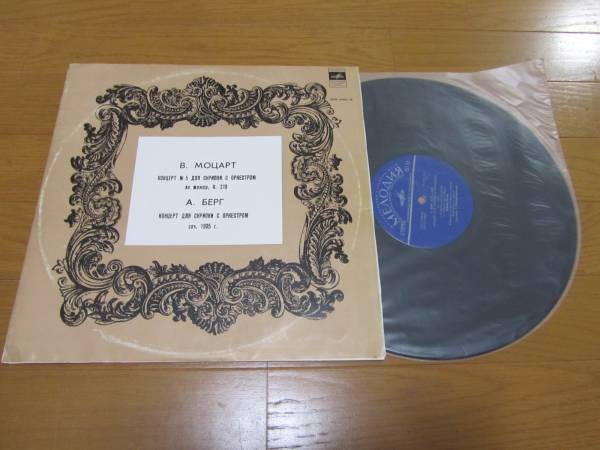 В. МОЦАРТ
КОНЦЕРТ № 5 ДЛЯ СКРИПКИ С ОРКЕСТРОМ
ля мажор, К. 219
А. БЕРГ
КОНЦЕРТ ДЛЯ СКРИПКИ С ОРКЕСТРОМ
соч. 1935 г.
МЕЛОДИЯ